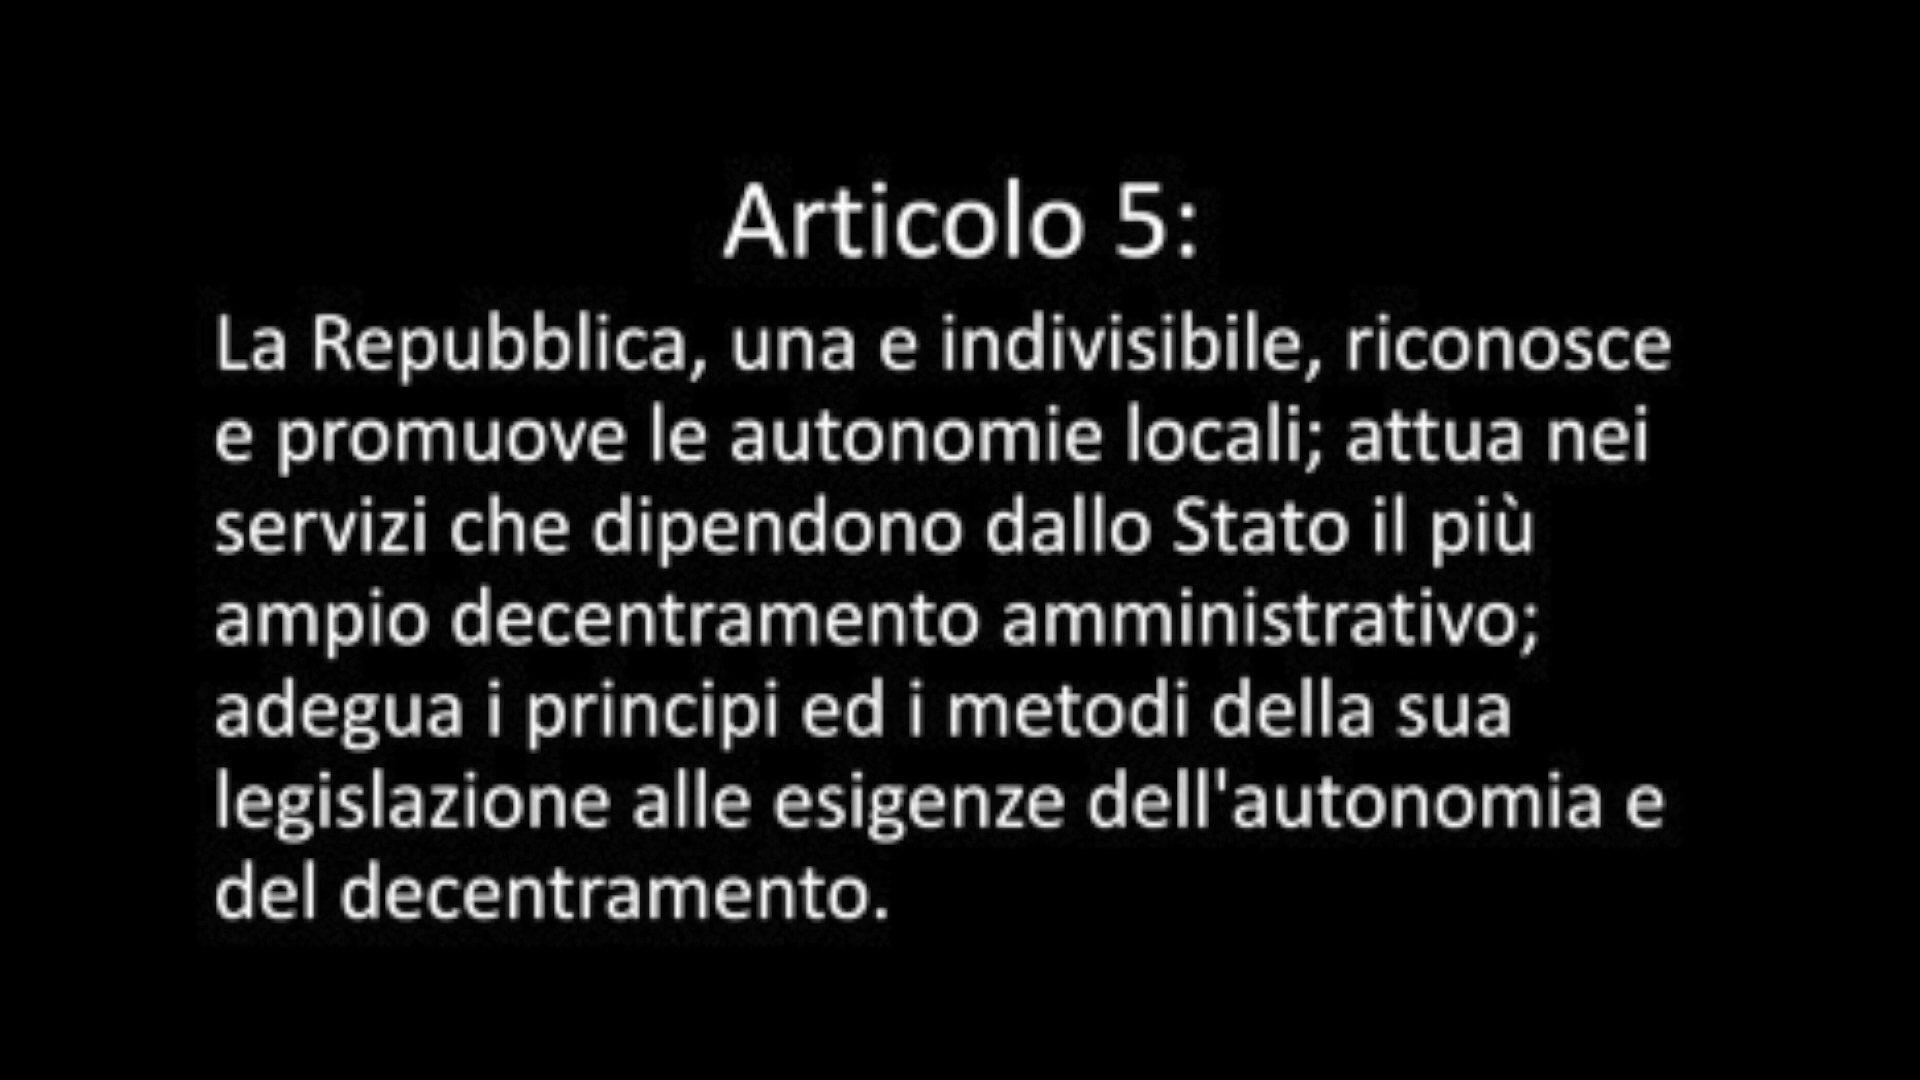 Articolo 5:
La Repubblica, una e indivisibile, riconosce
e promuove le autonomie locali; attua nei
servizi che dipendono dallo Stato il più
ampio decentramento amministrativo;
adegua i principi ed i metodi della sua
legislazione alle esigenze dell'autonomia e
del decentramento.